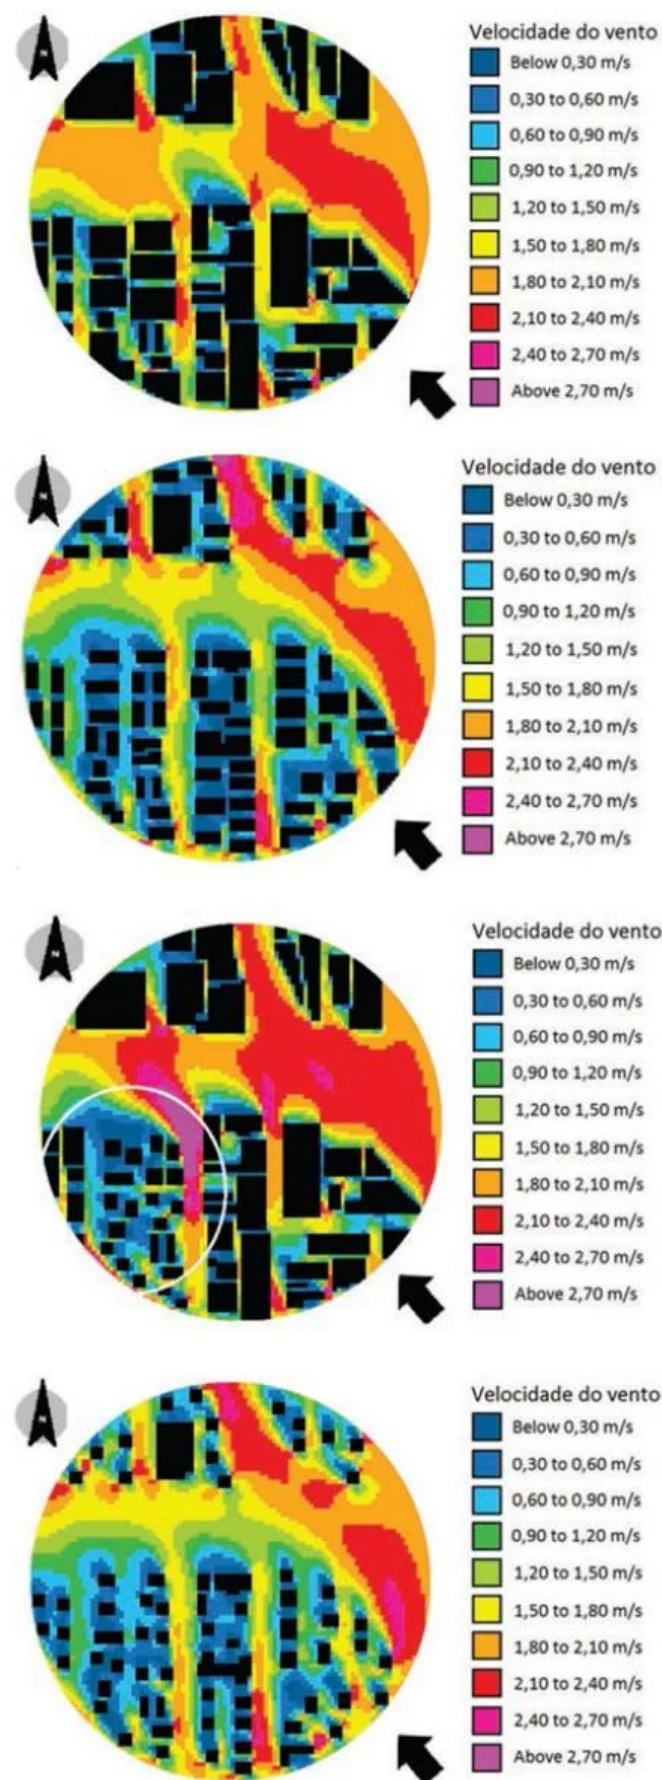 N
Velocidade do vento
Below 0,30 m/s
0,30 to 0,60 m/s
0,60 to 0,90 m/s
0,90 to 1,20 m/s
1,20 to 1,50 m/s
1,50 to 1,80 m/s
1,80 to 2,10 m/s
2,10 to 2,40 m/s
2,40 to 2,70 m/s
Above 2,70 m/s
N
Velocidade do vento
Below 0,30 m/s
0,30 to 0,60 m/s
0,60 to 0,90 m/s
0,90 to 1,20 m/s
1,20 to 1,50 m/s
1,50 to 1,80 m/s
1,80 to 2,10 m/s
2,10 to 2,40 m/s
2,40 to 2,70 m/s
Above 2,70 m/s
N
Velocidade do vento
Below 0,30 m/s
0,30 to 0,60 m/s
0,60 to 0,90 m/s
0,90 to 1,20 m/s
1,20 to 1,50 m/s
1,50 to 1,80 m/s
1,80 to 2,10 m/s
2,10 to 2,40 m/s
2,40 to 2,70 m/s
Above 2,70 m/s
N
Velocidade do vento
Below 0,30 m/s
0,30 to 0,60 m/s
0,60 to 0,90 m/s
0,90 to 1,20 m/s
1,20 to 1,50 m/s
1,50 to 1,80 m/s
1,80 to 2,10 m/s
2,10 to 2,40 m/s
2,40 to 2,70 m/s
Above 2,70 m/s